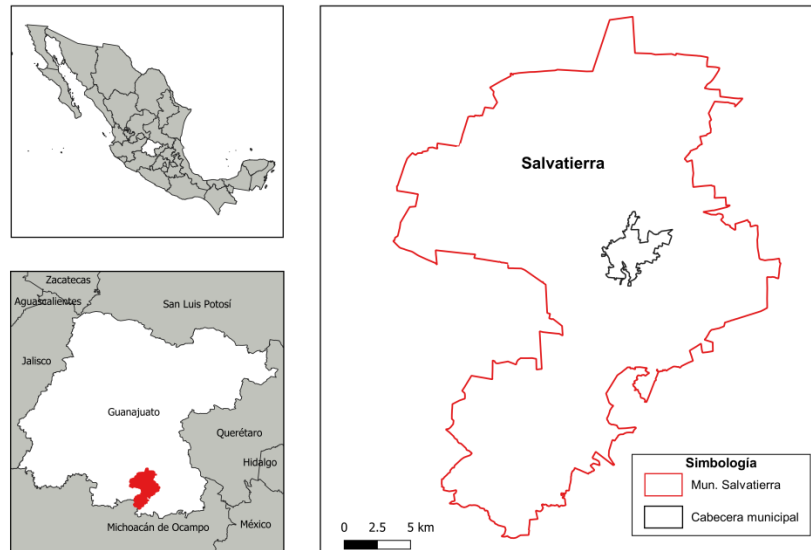 Zacatecas
Aguascalientes
San Luis Potosí
Jalisco
Guanajuato
Querétaro
Hidalgo
México
Michoacán de Ocampo
Salvatierra
0 2.5 5 km
Simbología
Mun. Salvatierra
Cabecera municipal